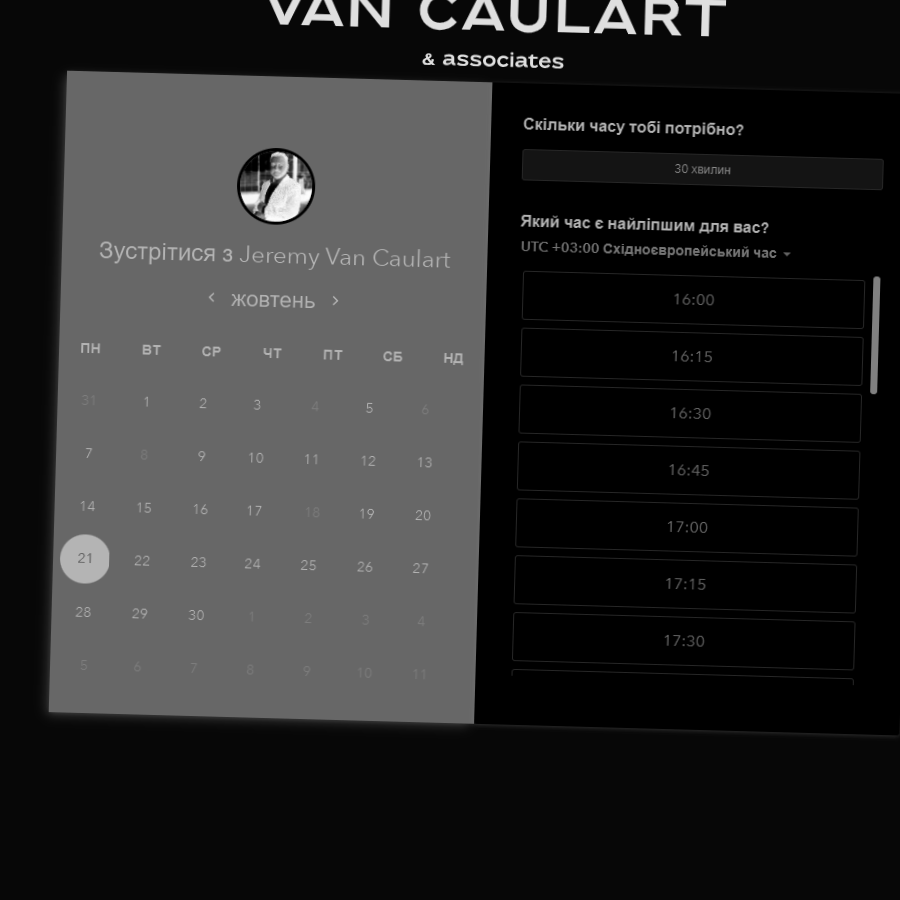 VAN CAULART
& associates
Зустрітися з Jeremy Van Caulart
жовтень
ПН ВТ СР ЧТ ПТ СБ НД
31 1 2 3 4 5 6
7 8 9 10 11 12 13
14 15 16 17 18 19 20
21 22 23 24 25 26 27
28 29 30 1 2 3 4
5 6 7 8 9 10 11
Скільки часу тобі потрібно?
30 хвилин
Який час є найліпшим для вас?
UTC +03:00 Східноєвропейський час
16:00
16:15
16:30
16:45
17:00
17:15
17:30